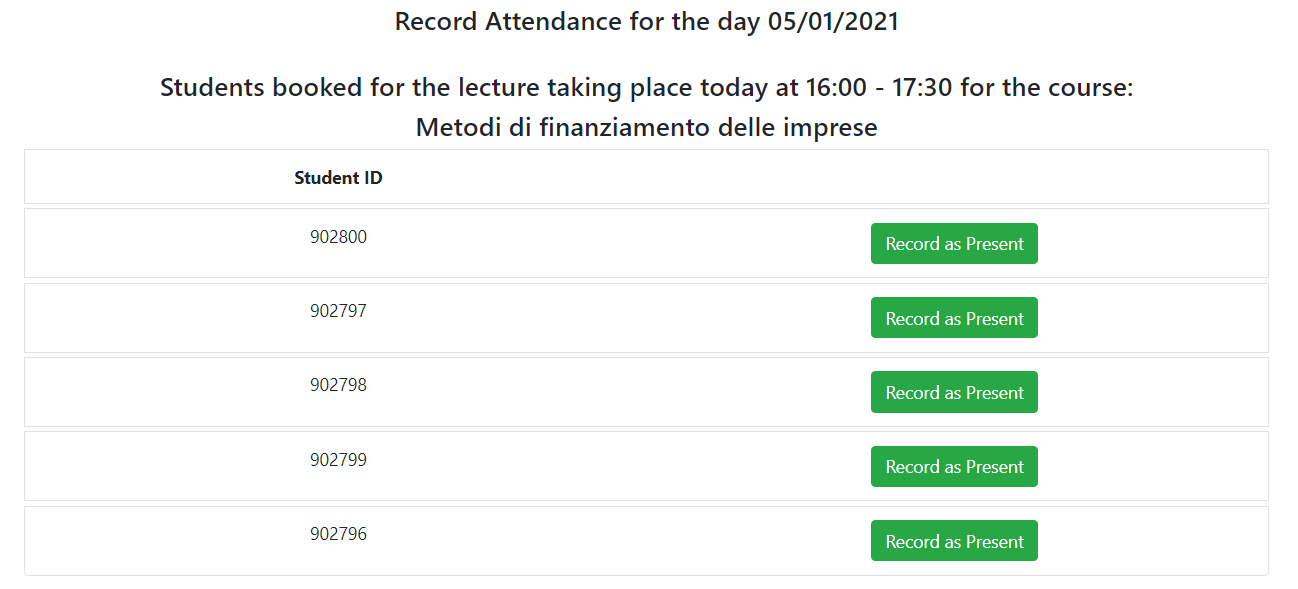 Record Attendance for the day 05/01/2021
Students booked for the lecture taking place today at 16:00 - 17:30 for the course:
Metodi di finanziamento delle imprese
Student ID
902800 Record as Present
902797 Record as Present
902798 Record as Present
902799 Record as Present
902796 Record as Present